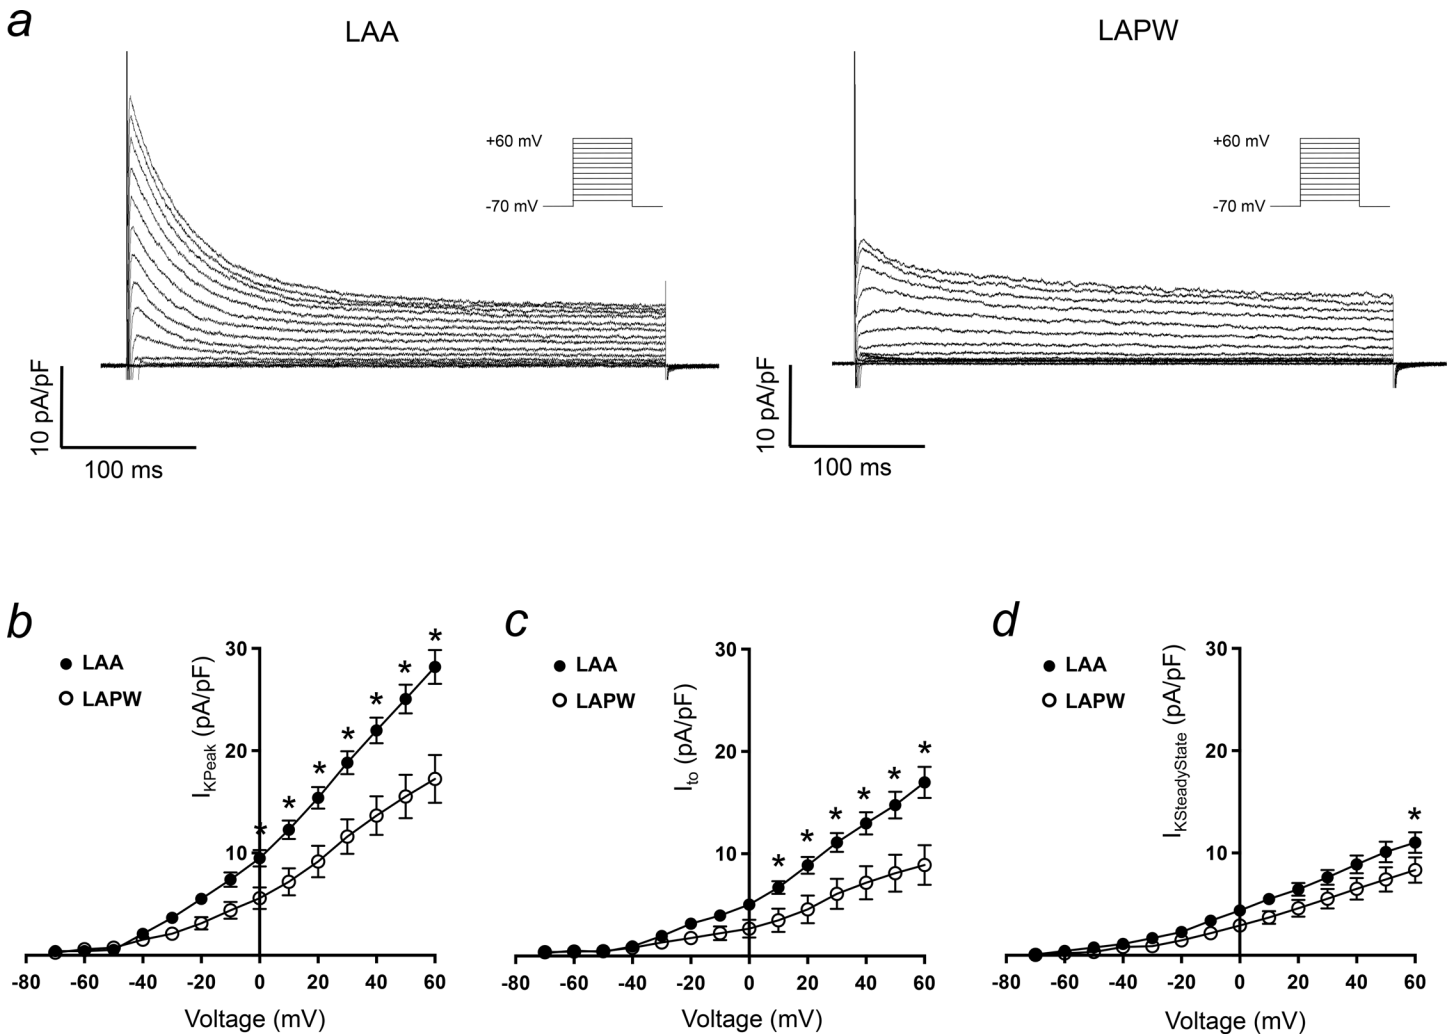 a
LAA
LAPW
+60 mV
-70 mV
+60 mV
-70 mV
10 pA/pF
100 ms
10 pA/pF
100 ms
b
LAA
LAPW
I_KPeak (pA/pF)
30
20
10
* * * * * * *
-80 -60 -40 -20 0 20 40 60
Voltage (mV)
c
LAA
LAPW
I_to (pA/pF)
30
20
10
* * * * * *
-80 -60 -40 -20 0 20 40 60
Voltage (mV)
d
LAA
LAPW
I_KSteadyState (pA/pF)
30
20
10
*
-80 -60 -40 -20 0 20 40 60
Voltage (mV)